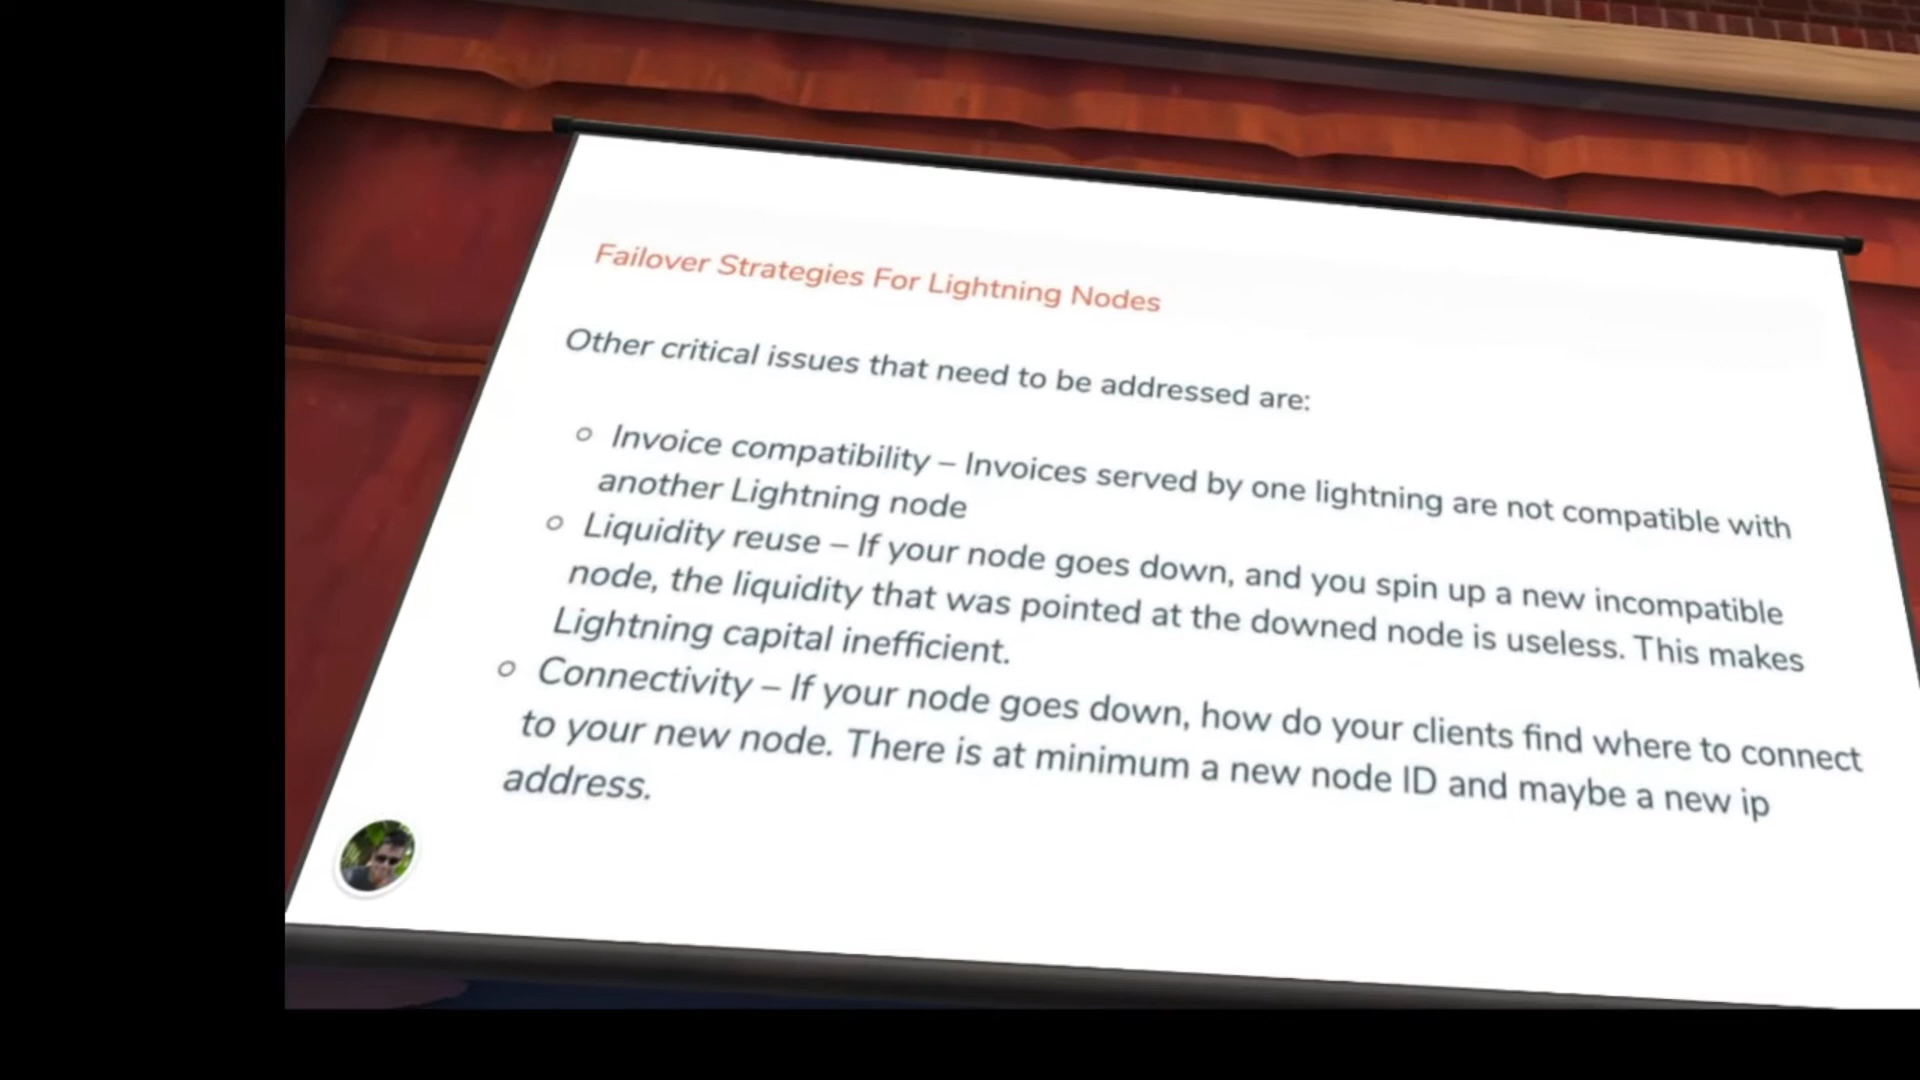 Failover Strategies For Lightning Nodes
Other critical issues that need to be addressed are:
Invoice compatibility – Invoices served by one lightning are not compatible with
another Lightning node
Liquidity reuse – If your node goes down, and you spin up a new incompatible
node, the liquidity that was pointed at the downed node is useless. This makes
Lightning capital inefficient.
Connectivity – If your node goes down, how do your clients find where to connect
to your new node. There is at minimum a new node ID and maybe a new ip
address.